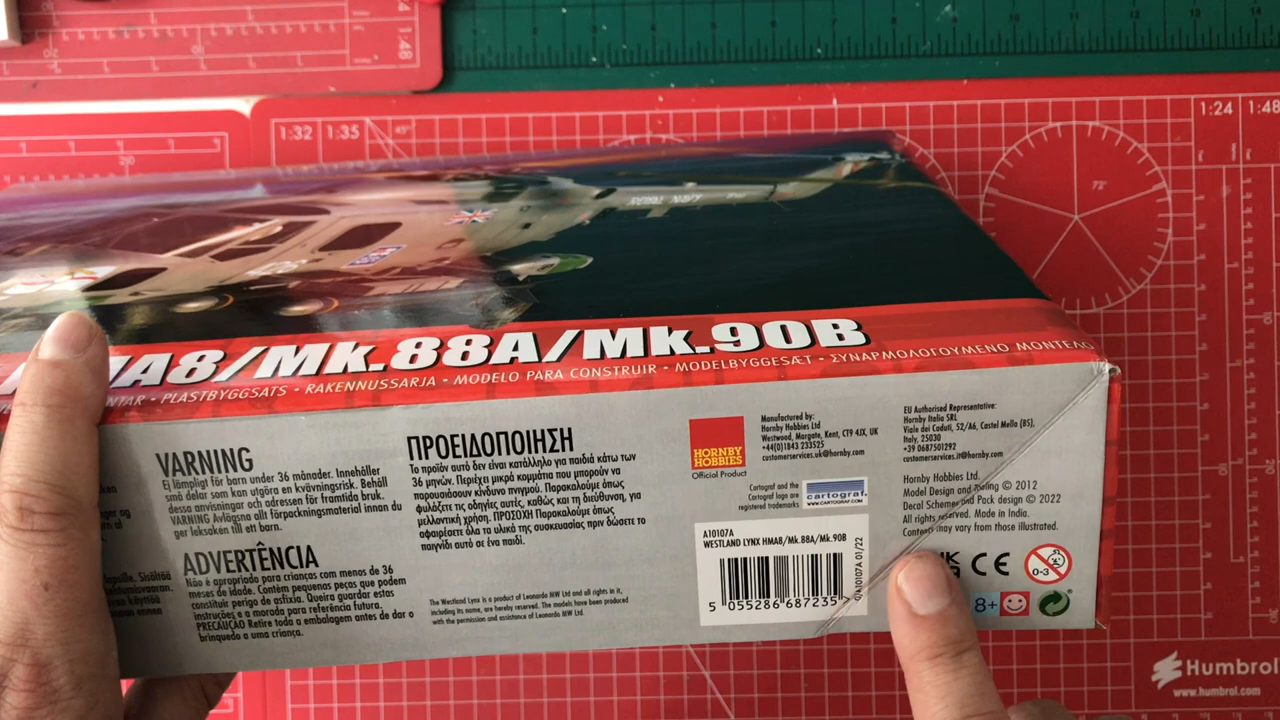 1:48
1:32 1:35
1:24 1:48
72°
HMA8/Mk.88A/Mk.90B
PLASTBYGGSATS • RAKENNUSSARJA • MODELO PARA CONSTRUIR • MODELBYGGESÆT • ΣΥΝΑΡΜΟΛΟΓΟΥΜΕΝΟ ΜΟΝΤΕΛΟ
VARNING
Ej lämpligt för barn under 36 månader. Innehåller
små delar som kan utgöra en kvävningsrisk. Behåll
dessa anvisningar och adressen för framtida bruk.
VARNING Avlägsna allt förpackningsmaterial innan du
ger leksaken till ett barn.
ADVERTÊNCIA
Não é apropriado para crianças com menos de 36
meses de idade. Contém pequenas peças que podem
constituir perigo de asfixia. Queira guardar estas
instruções e a morada para referência futura.
PRECAUÇÃO Retire toda a embalagem antes de dar o
brinquedo a uma criança.
ΠΡΟΕΙΔΟΠΟΙΗΣΗ
Το προϊόν αυτό δεν είναι κατάλληλο για παιδιά κάτω των
36 μηνών. Περιέχει μικρά κομμάτια που μπορούν να
παρουσιάσουν κίνδυνο πνιγμού. Παρακαλούμε όπως
φυλάξετε τις οδηγίες αυτές, καθώς και τη διεύθυνση, για
μελλοντική χρήση. ΠΡΟΣΟΧΗ Παρακαλούμε όπως
αφαιρέσετε όλα τα υλικά της συσκευασίας πριν δώσετε το
παιχνίδι αυτό σε ένα παιδί.
The Westland Lynx is a product of Leonardo MW Ltd and all rights in it,
including its name, are hereby reserved. The models have been produced
with the permission and assistance of Leonardo MW Ltd.
HORNBY
HOBBIES
Official Product
Manufactured by:
Hornby Hobbies Ltd
Westwood, Margate, Kent, CT9 4JX, UK
+44(0)1843 233525
customerservices.uk@hornby.com
Cartograf and the
Cartograf logo are
registered trademarks
cartograf
WWW.CARTOGRAF.COM
A10107A
WESTLAND LYNX HMA8/Mk.88A/Mk.90B
5 055286 687235 >
A10107A 01/22
EU Authorised Representative:
Hornby Italia SRL
Viale dei Caduti, 52/A6, Castel Mella (BS),
Italy, 25030
+39 0687501292
customerservices.it@hornby.com
Hornby Hobbies Ltd.
Model Design and Tooling © 2012
Decal Scheme and Pack design © 2022
All rights reserved. Made in India.
Contents may vary from those illustrated.
CE
0-3
8+
Humbrol
www.humbrol.com